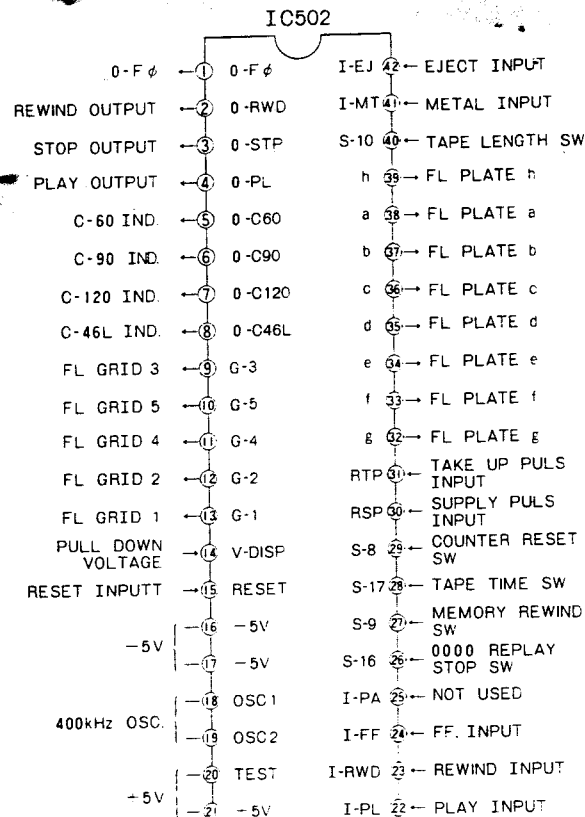 IC502
0-Fϕ ← 1 0-Fϕ I-EJ 42 ← EJECT INPUT
REWIND OUTPUT ← 2 0-RWD I-MT 41 ← METAL INPUT
STOP OUTPUT ← 3 0-STP S-10 40 ← TAPE LENGTH SW
PLAY OUTPUT ← 4 0-PL h 39 → FL PLATE h
C-60 IND. ← 5 0-C60 a 38 → FL PLATE a
C-90 IND. ← 6 0-C90 b 37 → FL PLATE b
C-120 IND. ← 7 0-C120 c 36 → FL PLATE c
C-46L IND. ← 8 0-C46L d 35 → FL PLATE d
FL GRID 3 ← 9 G-3 e 34 → FL PLATE e
FL GRID 5 ← 10 G-5 f 33 → FL PLATE f
FL GRID 4 ← 11 G-4 g 32 → FL PLATE g
FL GRID 2 ← 12 G-2 RTP 31 ← TAKE UP PULS
INPUT
FL GRID 1 ← 13 G-1 RSP 30 ← SUPPLY PULS
INPUT
PULL DOWN
VOLTAGE → 14 V-DISP S-8 29 ← COUNTER RESET
SW
RESET INPUTT → 15 RESET S-17 28 ← TAPE TIME SW
-5V 16 -5V S-9 27 ← MEMORY REWIND
SW
17 -5V S-16 26 ← 0000 REPLAY
STOP SW
400kHz OSC. 18 OSC1 I-PA 25 ← NOT USED
19 OSC2 I-FF 24 ← FF. INPUT
+5V 20 TEST I-RWD 23 ← REWIND INPUT
21 +5V I-PL 22 ← PLAY INPUT